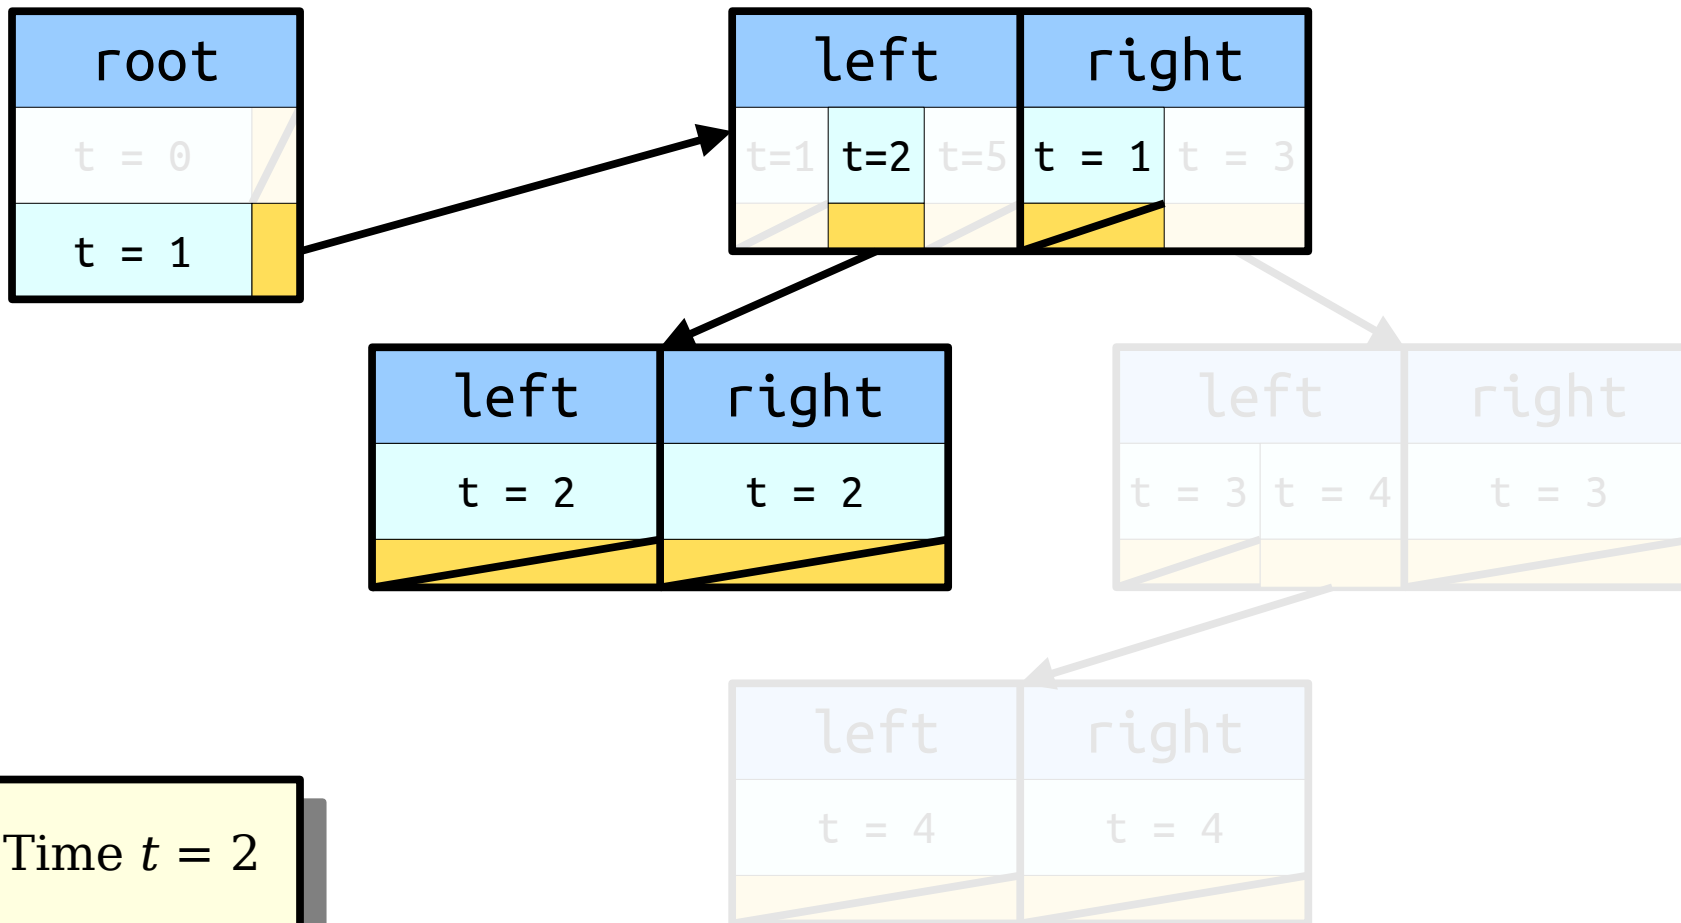 root
t = 0
t = 1
left right
t=1 t=2 t=5 t = 1 t = 3
left right
t = 2 t = 2
left right
t = 3 t = 4 t = 3
left right
t = 4 t = 4
Time t = 2